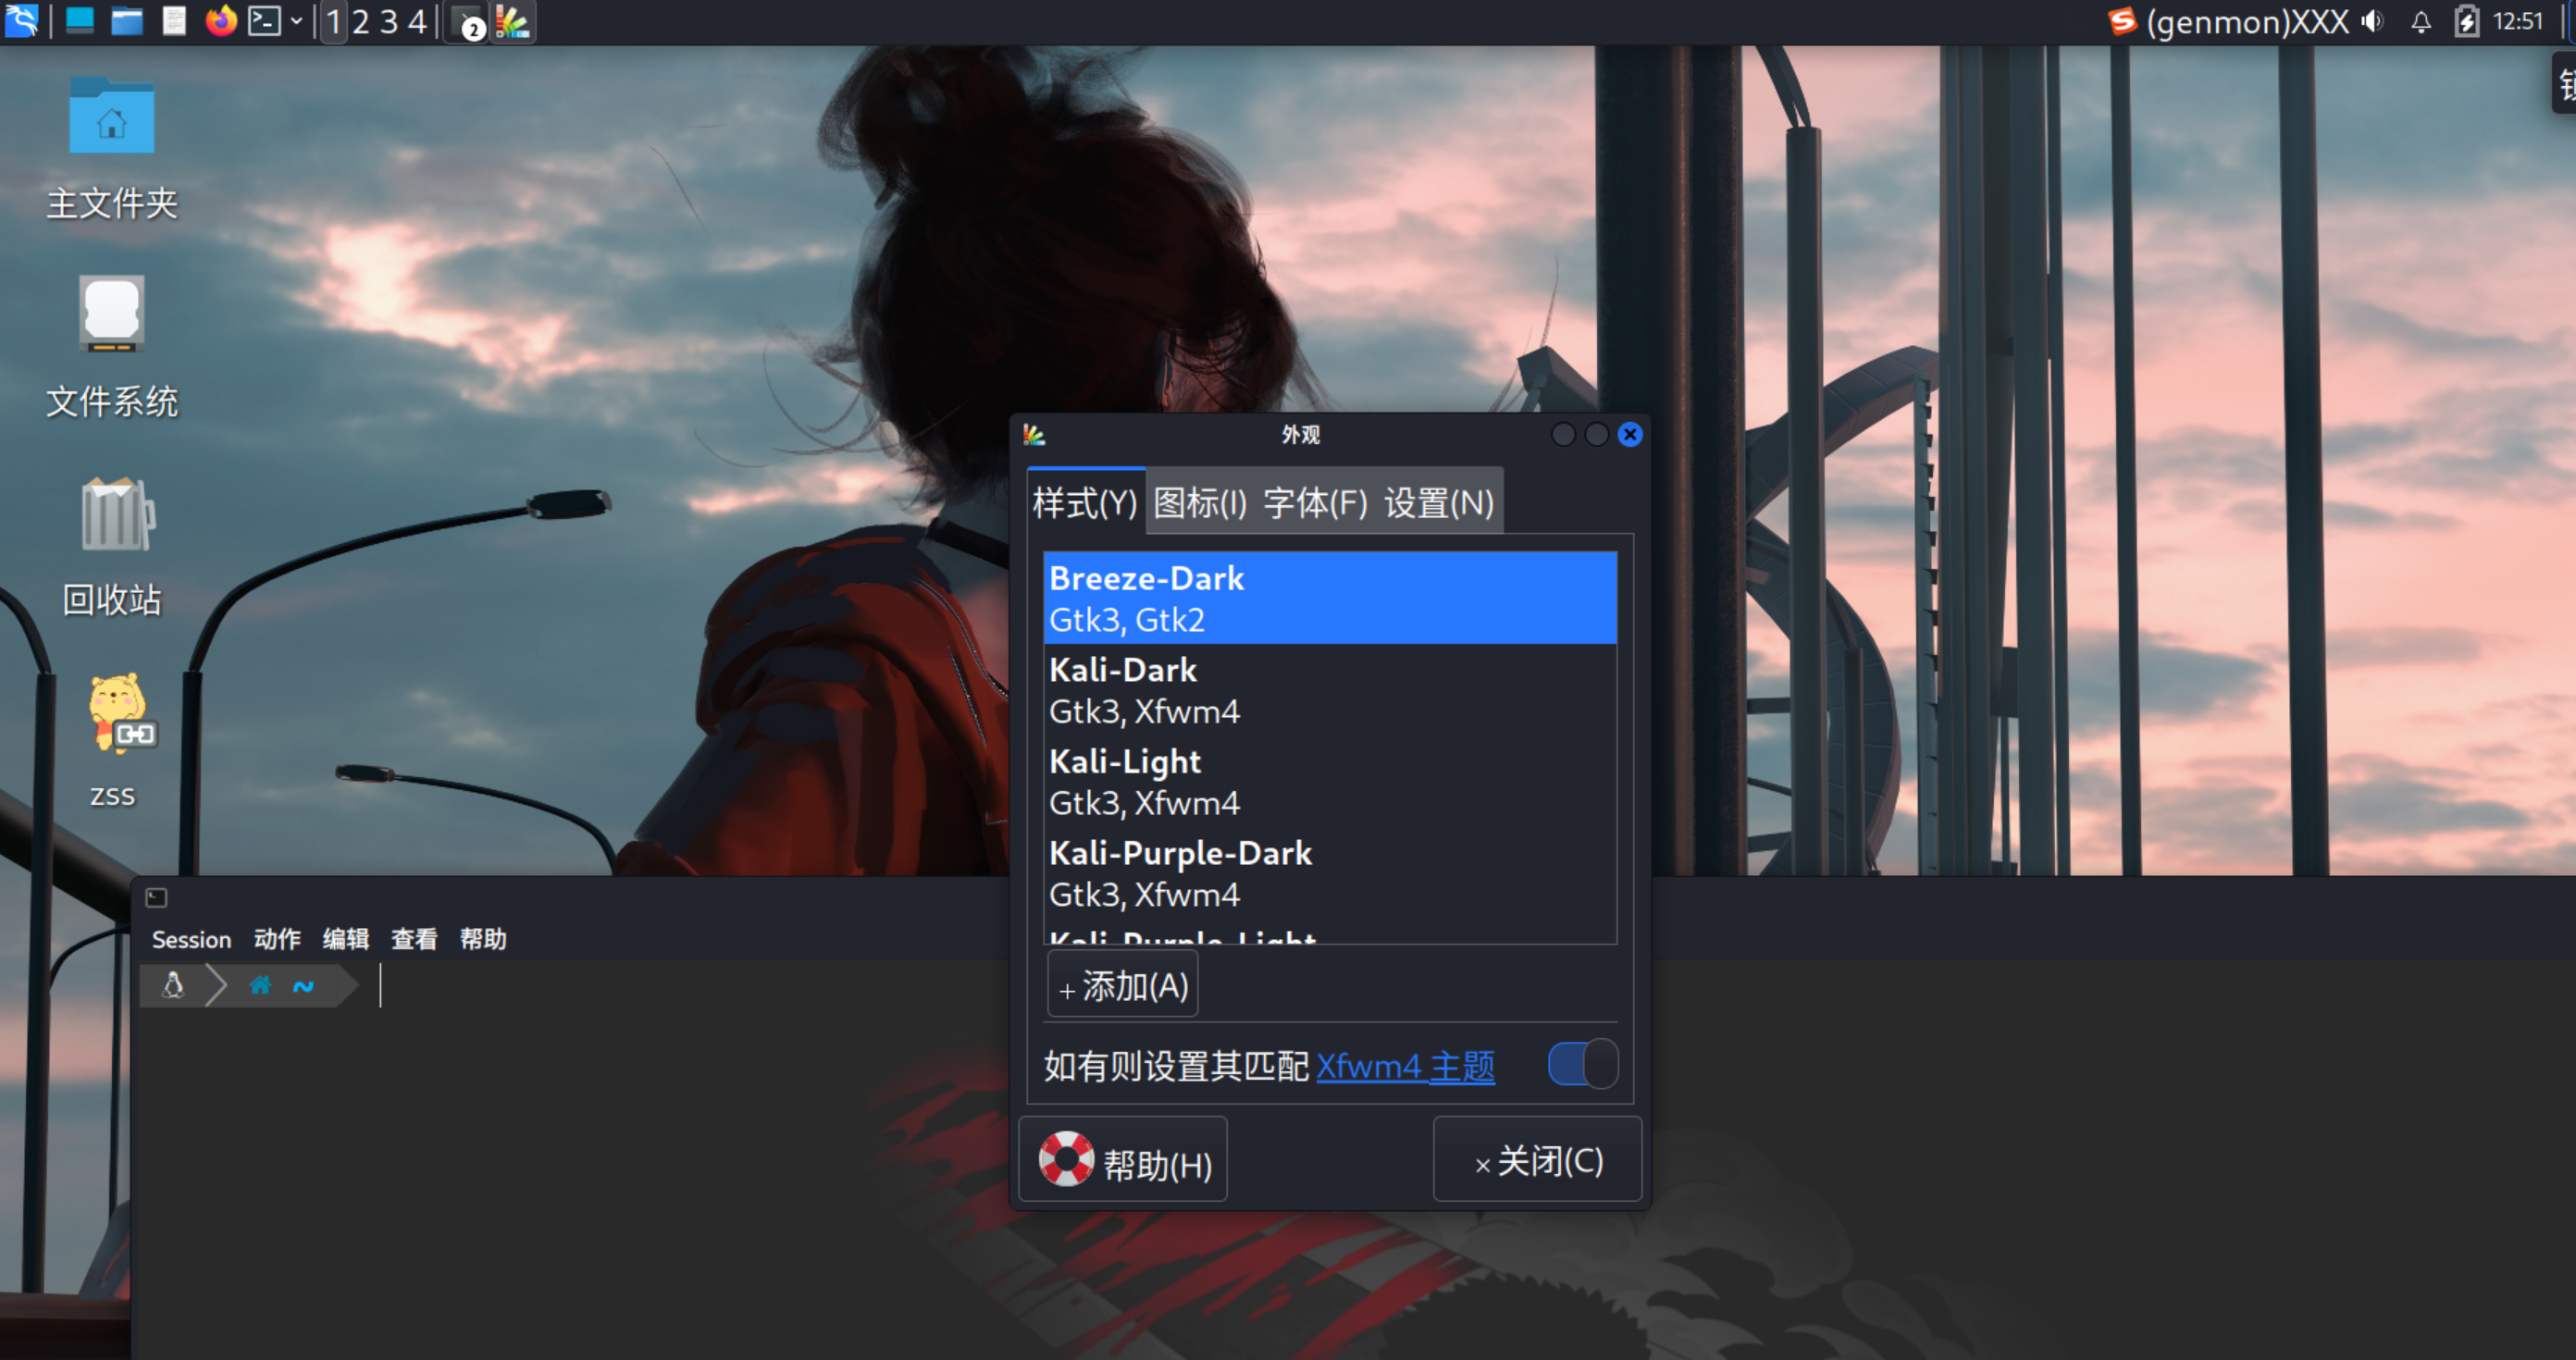 1 2 3 4 2 (genmon)XXX 12:51
主文件夹
文件系统
回收站
zss
外观
样式(Y) 图标(I) 字体(F) 设置(N)
Breeze-Dark
Gtk3, Gtk2
Kali-Dark
Gtk3, Xfwm4
Kali-Light
Gtk3, Xfwm4
Kali-Purple-Dark
Gtk3, Xfwm4
Kali-Purple-Light
+ 添加(A)
如有则设置其匹配 Xfwm4 主题
帮助(H) × 关闭(C)
Session 动作 编辑 查看 帮助
~